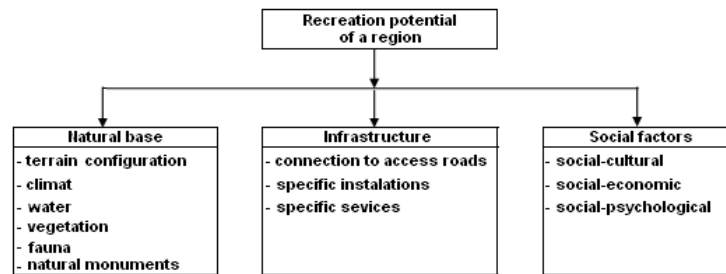 Recreation potential
of a region
Natural base
- terrain configuration
- climat
- water
- vegetation
- fauna
- natural monuments
Infrastructure
- connection to access roads
- specific instalations
- specific sevices
Social factors
- social-cultural
- social-economic
- social-psychological